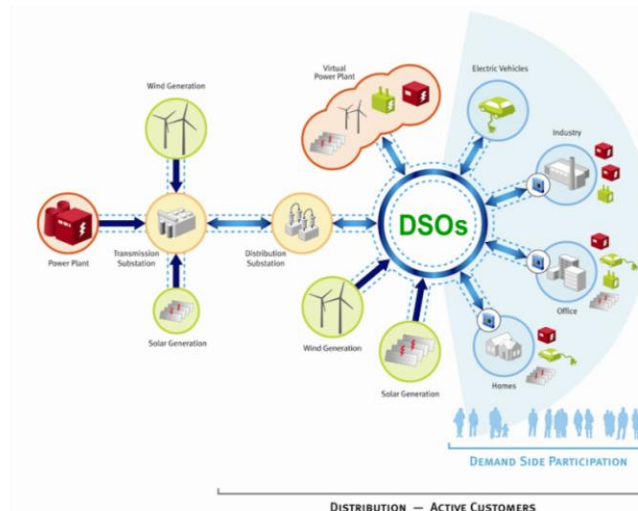 Virtual
Power Plant
Electric Vehicles
Wind Generation
Industry
DSOs
Power Plant
Transmission
Substation
Distribution
Substation
Office
Solar Generation
Wind Generation
Solar Generation
Homes
DEMAND SIDE PARTICIPATION
DISTRIBUTION — ACTIVE CUSTOMERS